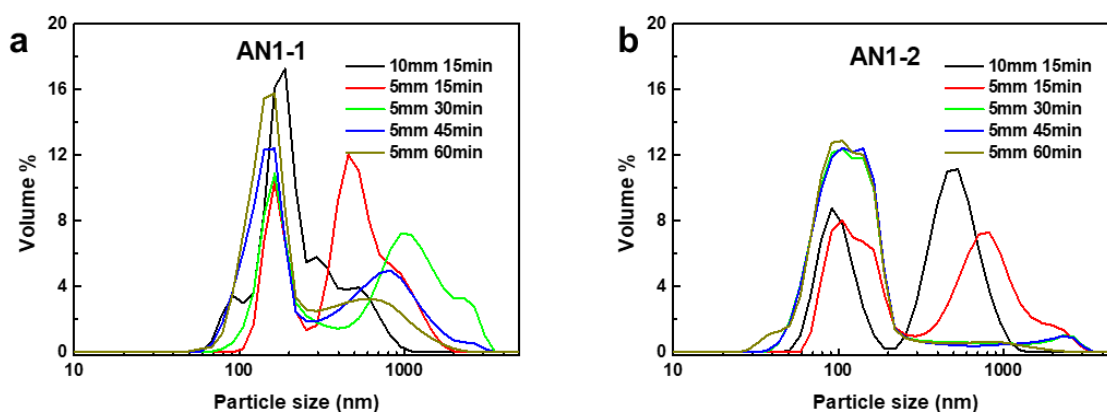 a
AN1-1
10mm 15min
5mm 15min
5mm 30min
5mm 45min
5mm 60min
20
16
12
8
4
0
Volume %
10
100
1000
Particle size (nm)
b
AN1-2
10mm 15min
5mm 15min
5mm 30min
5mm 45min
5mm 60min
20
16
12
8
4
0
Volume %
10
100
1000
Particle size (nm)